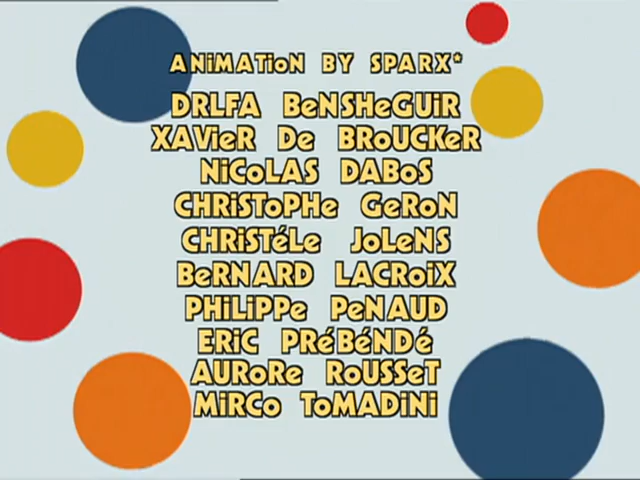 ANiMATioN BY SPARX*
DRLFA BeNSHeGUiR
XAVieR De BRoUCKeR
NiCoLAS DABoS
CHRiSToPHe GeRoN
CHRiSTéLe JoLeNS
BeRNARD LACRoiX
PHiLiPPe PeNAUD
ERiC PRéBéNDé
AURoRe RoUSSeT
MiRCo ToMADiNi